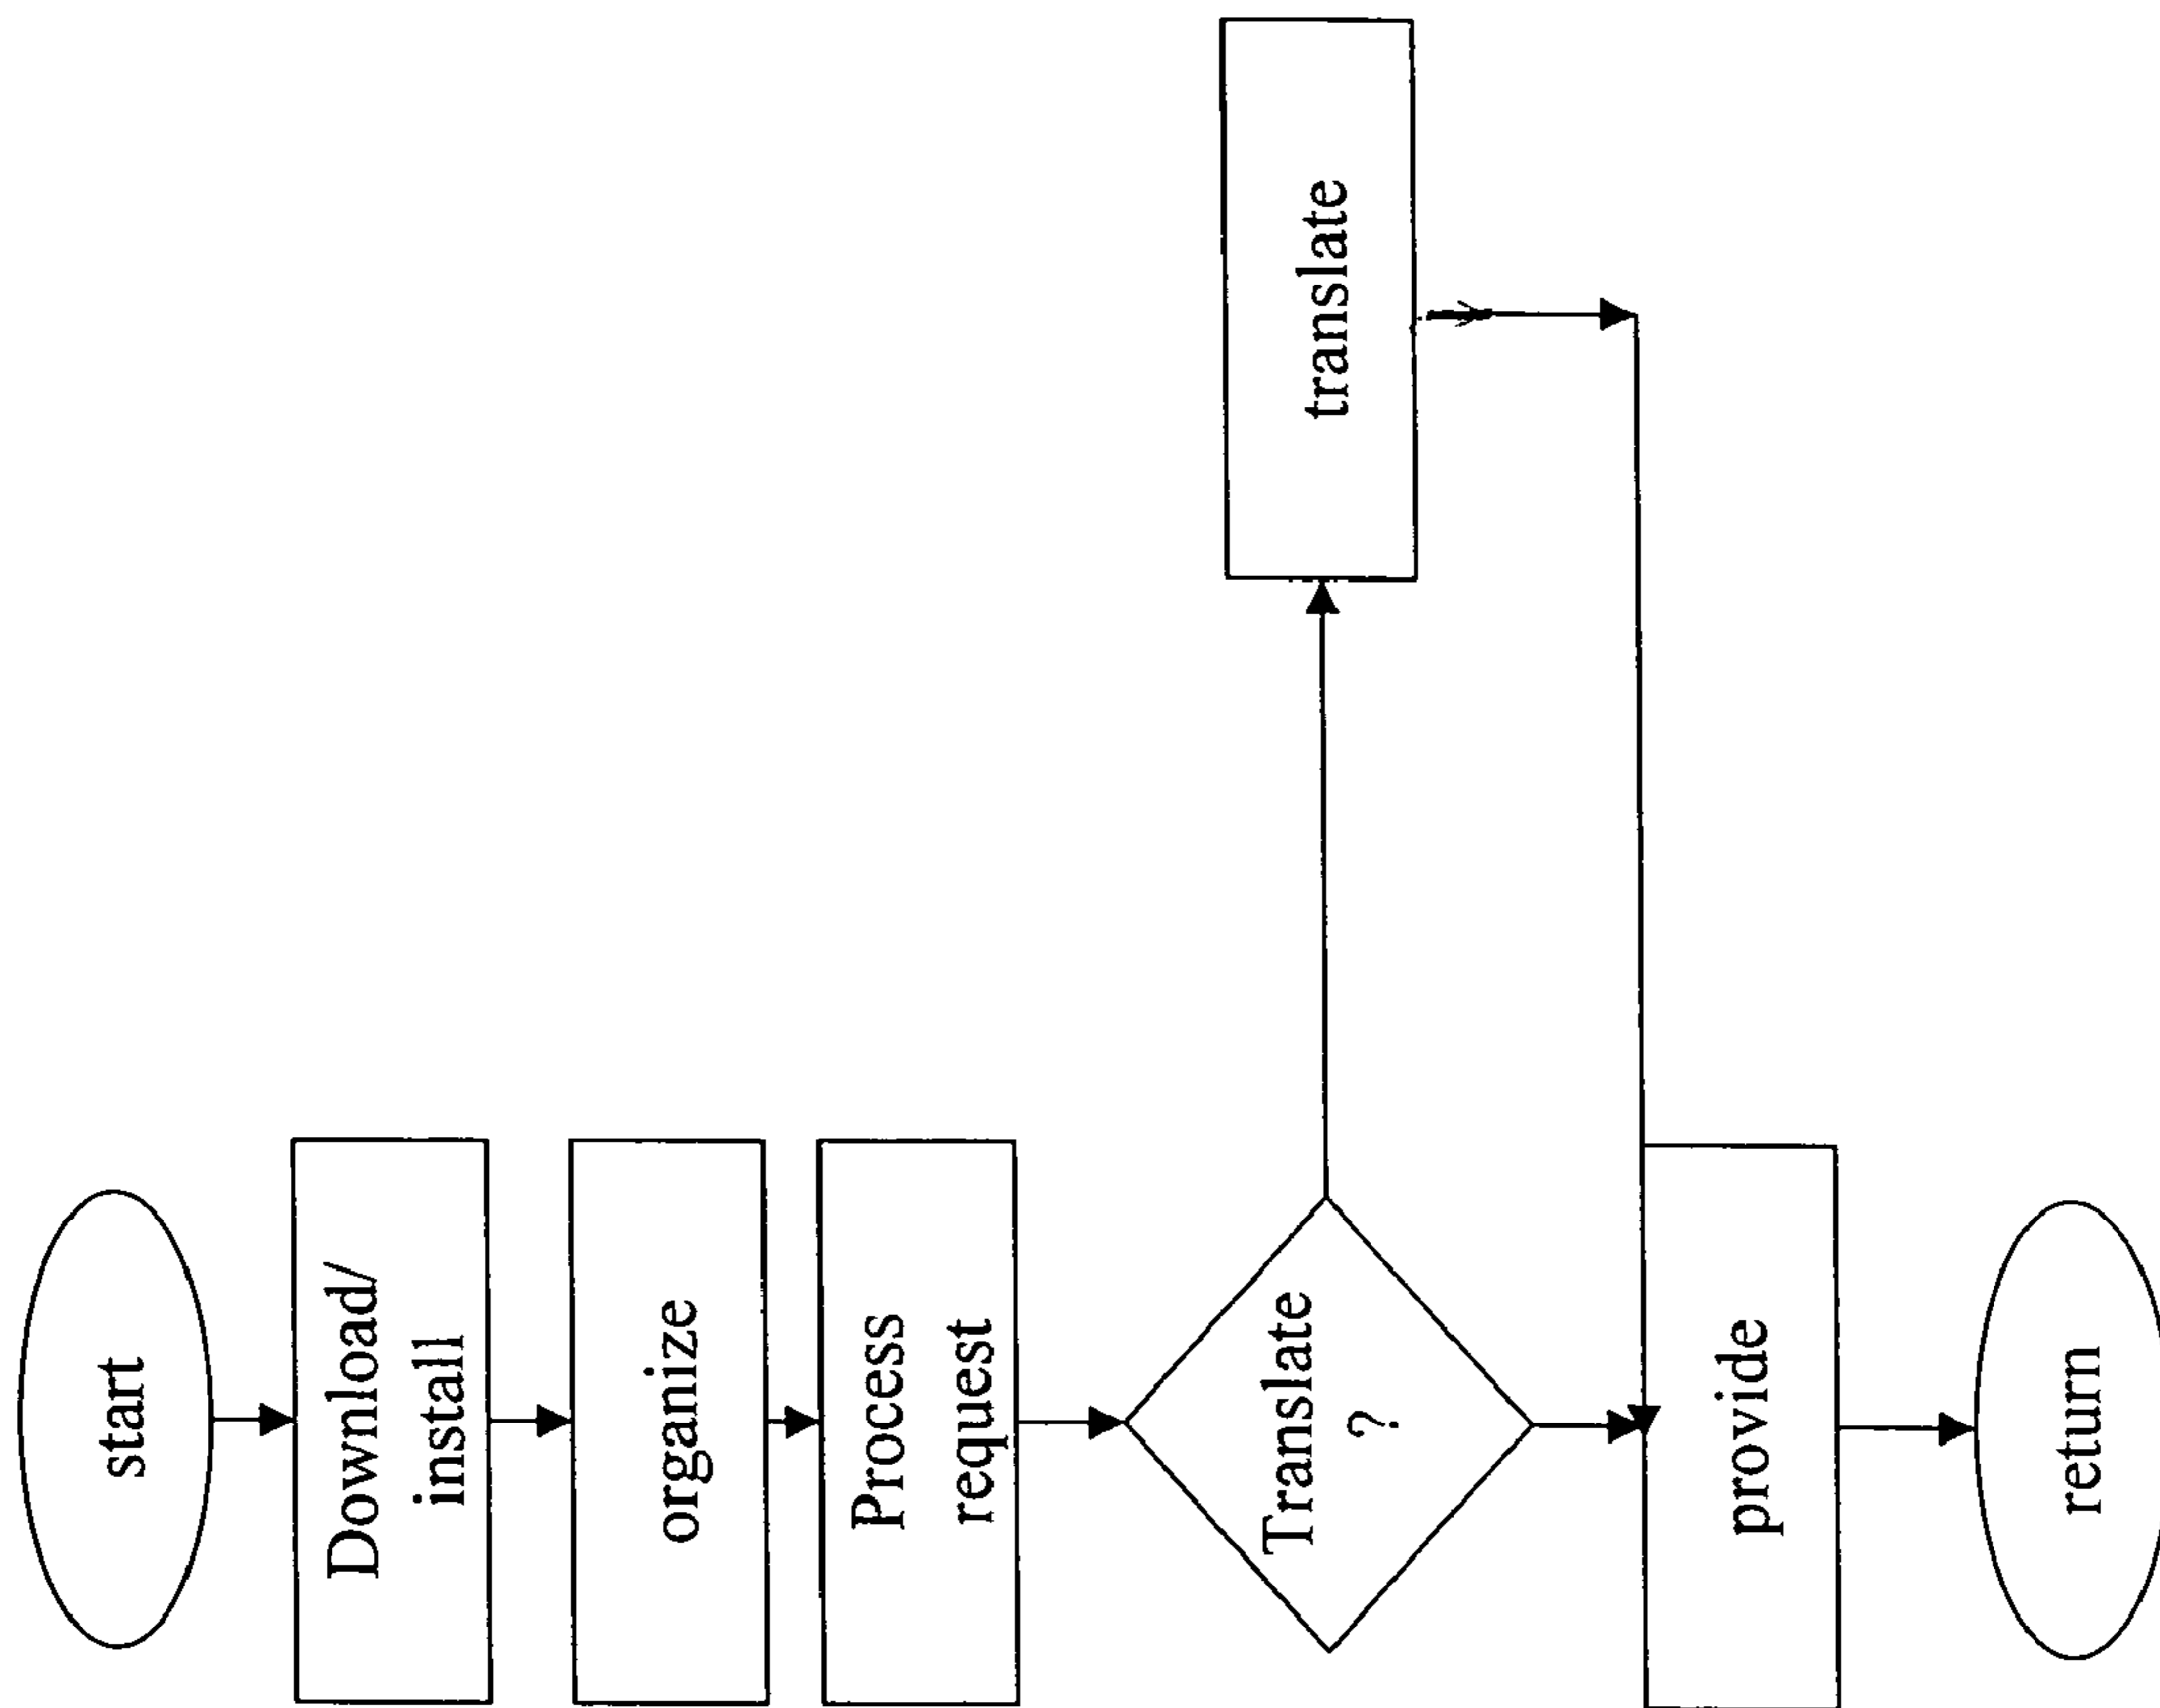 start
Download/
install
organize
Process
request
Translate
?
translate
y
provide
return